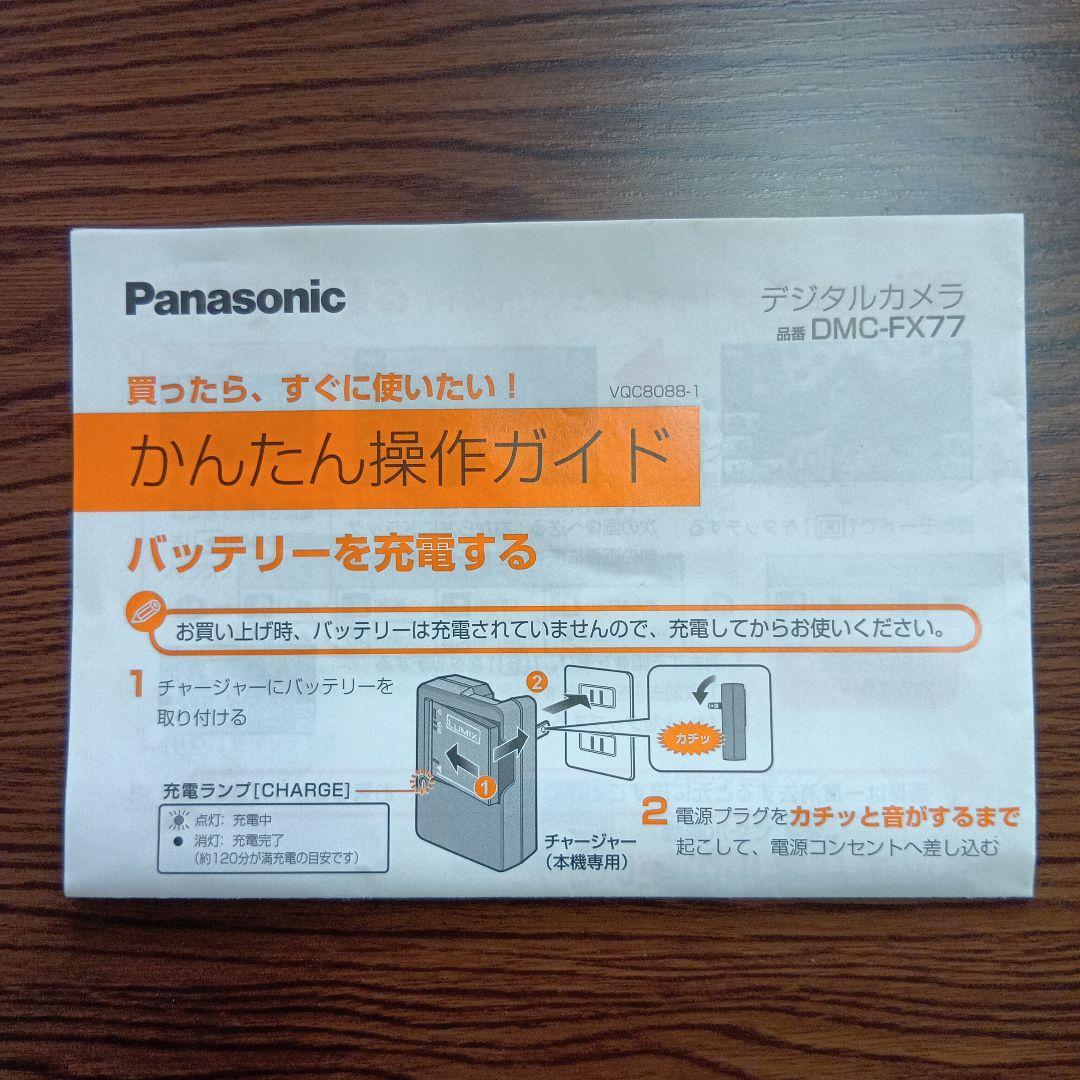 Panasonic
デジタルカメラ
品番 DMC-FX77
買ったら、すぐに使いたい！
VQC8088-1
かんたん操作ガイド
バッテリーを充電する
お買い上げ時、バッテリーは充電されていませんので、充電してからお使いください。
1 チャージャーにバッテリーを
取り付ける
充電ランプ[CHARGE]
点灯: 充電中
● 消灯: 充電完了
(約120分が満充電の目安です)
LUMIX
1
2
カチッ
チャージャー
(本機専用)
2 電源プラグをカチッと音がするまで
起こして、電源コンセントへ差し込む